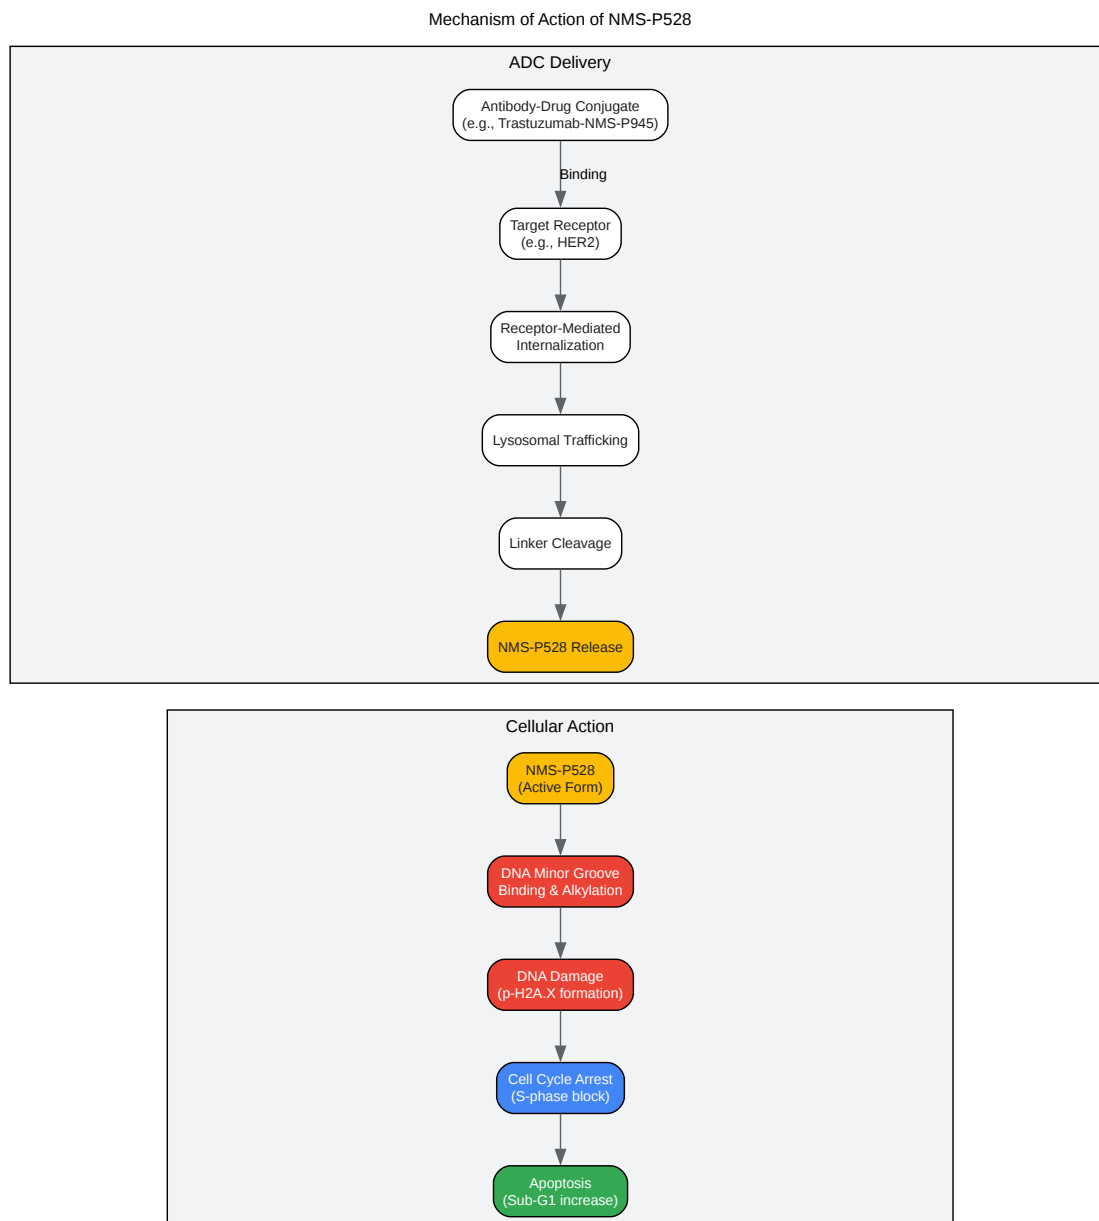 Mechanism of Action of NMS-P528
ADC Delivery
Antibody-Drug Conjugate
(e.g., Trastuzumab-NMS-P945)
Binding
Target Receptor
(e.g., HER2)
Receptor-Mediated
Internalization
Lysosomal Trafficking
Linker Cleavage
NMS-P528 Release
Cellular Action
NMS-P528
(Active Form)
DNA Minor Groove
Binding & Alkylation
DNA Damage
(p-H2A.X formation)
Cell Cycle Arrest
(S-phase block)
Apoptosis
(Sub-G1 increase)